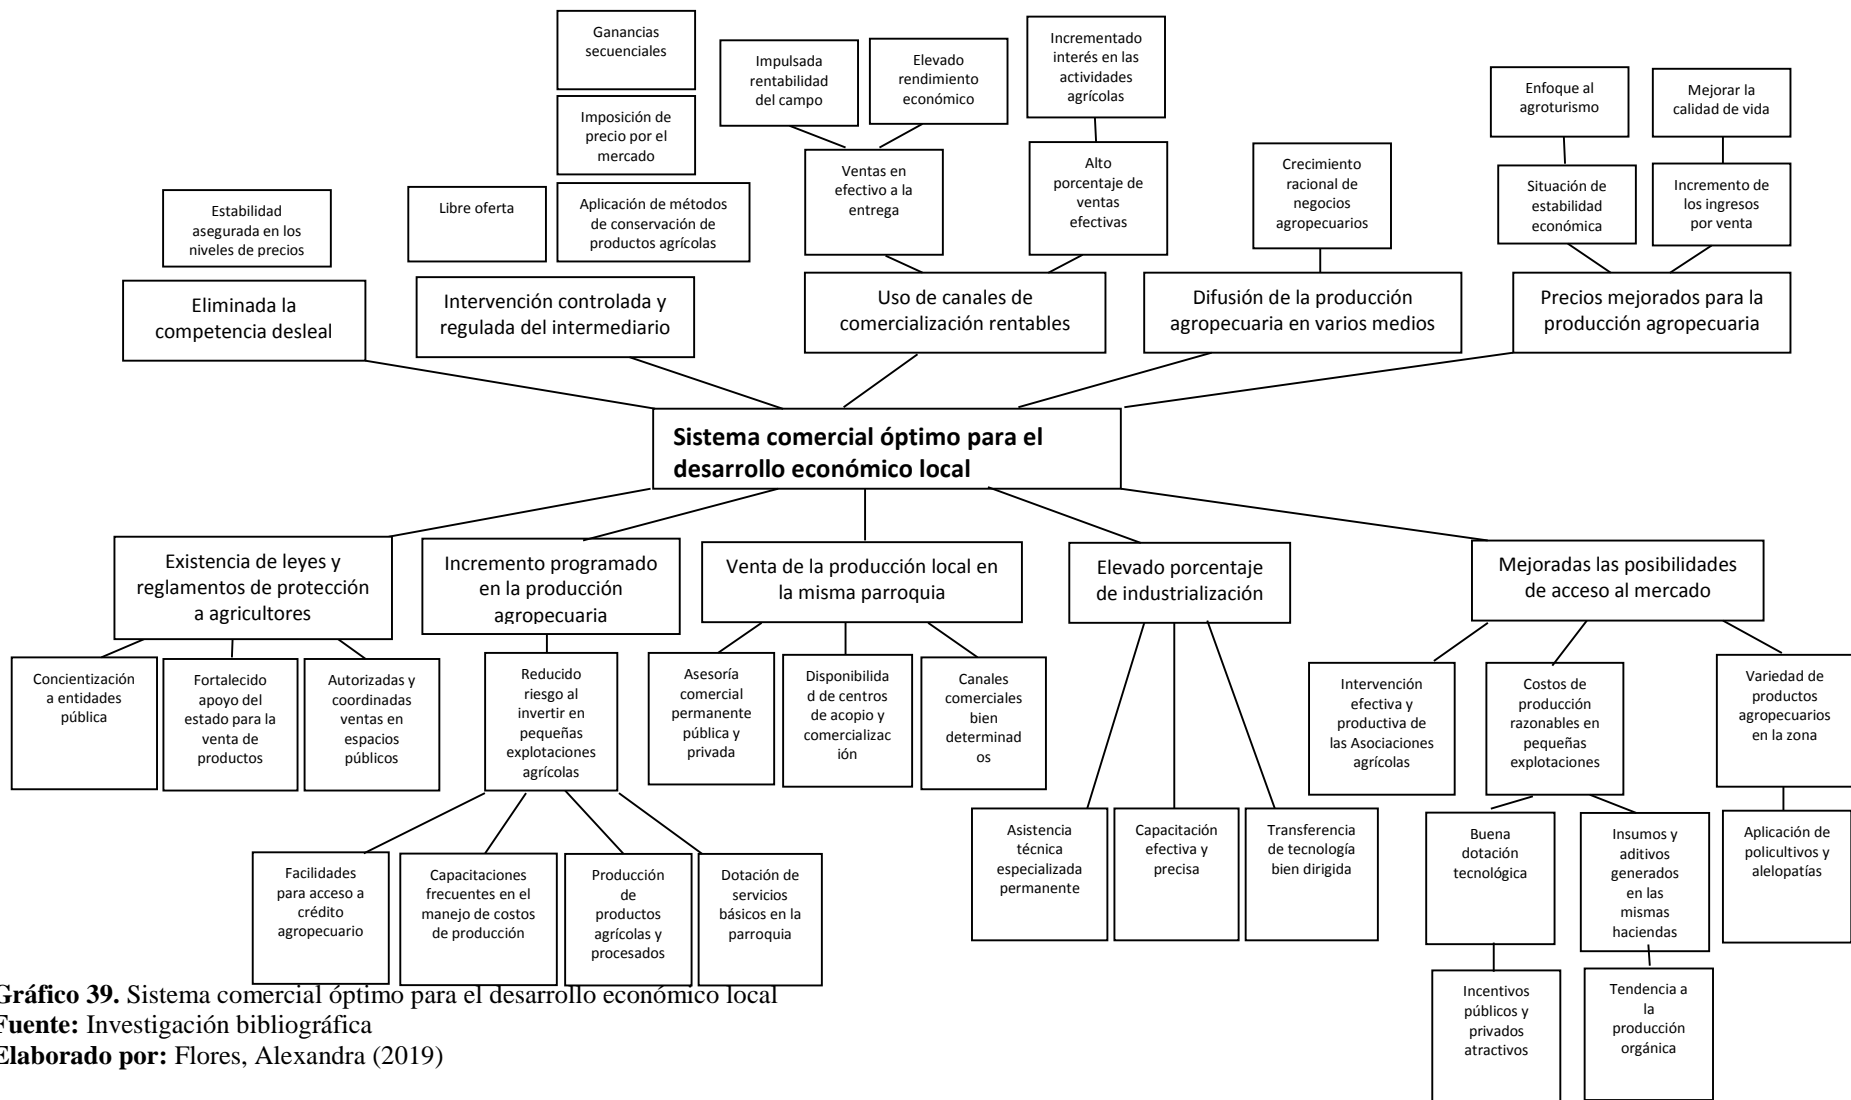 Ganancias
secuenciales
Impulsada
rentabilidad
del campo
Elevado
rendimiento
económico
Incrementado
interés en las
actividades
agrícolas
Enfoque al
agroturismo
Mejorar la
calidad de vida
Imposición de
precio por el
mercado
Ventas en
efectivo a la
entrega
Alto
porcentaje de
ventas
efectivas
Crecimiento
racional de
negocios
agropecuarios
Situación de
estabilidad
económica
Incremento de
los ingresos
por venta
Estabilidad
asegurada en los
niveles de precios
Libre oferta
Aplicación de métodos
de conservación de
productos agrícolas
Eliminada la
competencia desleal
Intervención controlada y
regulada del intermediario
Uso de canales de
comercialización rentables
Difusión de la producción
agropecuaria en varios medios
Precios mejorados para la
producción agropecuaria
Sistema comercial óptimo para el
desarrollo económico local
Existencia de leyes y
reglamentos de protección
a agricultores
Incremento programado
en la producción
agropecuaria
Venta de la producción local en
la misma parroquia
Elevado porcentaje
de industrialización
Mejoradas las posibilidades
de acceso al mercado
Concientización
a entidades
pública
Fortalecido
apoyo del
estado para la
venta de
productos
Autorizadas y
coordinadas
ventas en
espacios
públicos
Reducido
riesgo al
invertir en
pequeñas
explotaciones
agrícolas
Asesoría
comercial
permanente
pública y
privada
Disponibilida
d de centros
de acopio y
comercializac
ión
Canales
comerciales
bien
determinad
os
Intervención
efectiva y
productiva de
las Asociaciones
agrícolas
Costos de
producción
razonables en
pequeñas
explotaciones
Variedad de
productos
agropecuarios
en la zona
Facilidades
para acceso a
crédito
agropecuario
Capacitaciones
frecuentes en el
manejo de costos
de producción
Producción
de
productos
agrícolas y
procesados
Dotación de
servicios
básicos en la
parroquia
Asistencia
técnica
especializada
permanente
Capacitación
efectiva y
precisa
Transferencia
de tecnología
bien dirigida
Buena
dotación
tecnológica
Insumos y
aditivos
generados
en las
mismas
haciendas
Aplicación de
policultivos y
alelopatías
Incentivos
públicos y
privados
atractivos
Tendencia a
la
producción
orgánica
Gráfico 39. Sistema comercial óptimo para el desarrollo económico local
Fuente: Investigación bibliográfica
Elaborado por: Flores, Alexandra (2019)